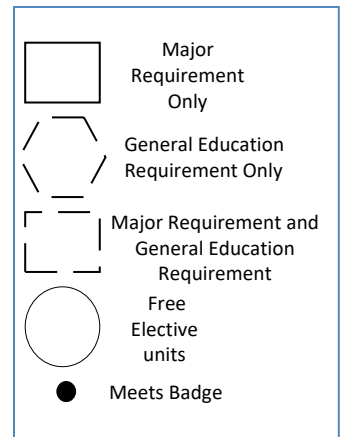 Major
Requirement
Only
General Education
Requirement Only
Major Requirement and
General Education
Requirement
Free
Elective
units
Meets Badge